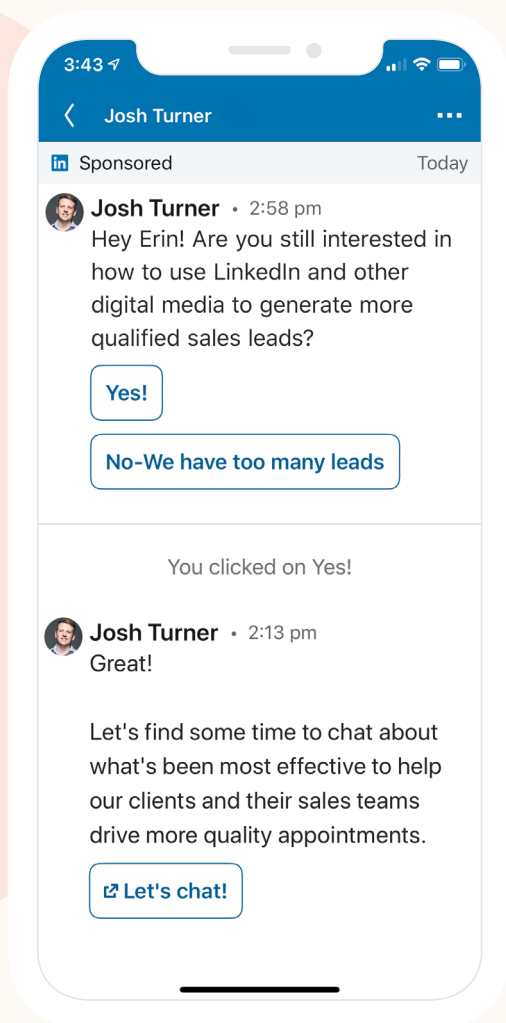 3:43
Josh Turner
in Sponsored
Today
Josh Turner • 2:58 pm
Hey Erin! Are you still interested in
how to use LinkedIn and other
digital media to generate more
qualified sales leads?
Yes!
No-We have too many leads
You clicked on Yes!
Josh Turner • 2:13 pm
Great!
Let's find some time to chat about
what's been most effective to help
our clients and their sales teams
drive more quality appointments.
Let's chat!